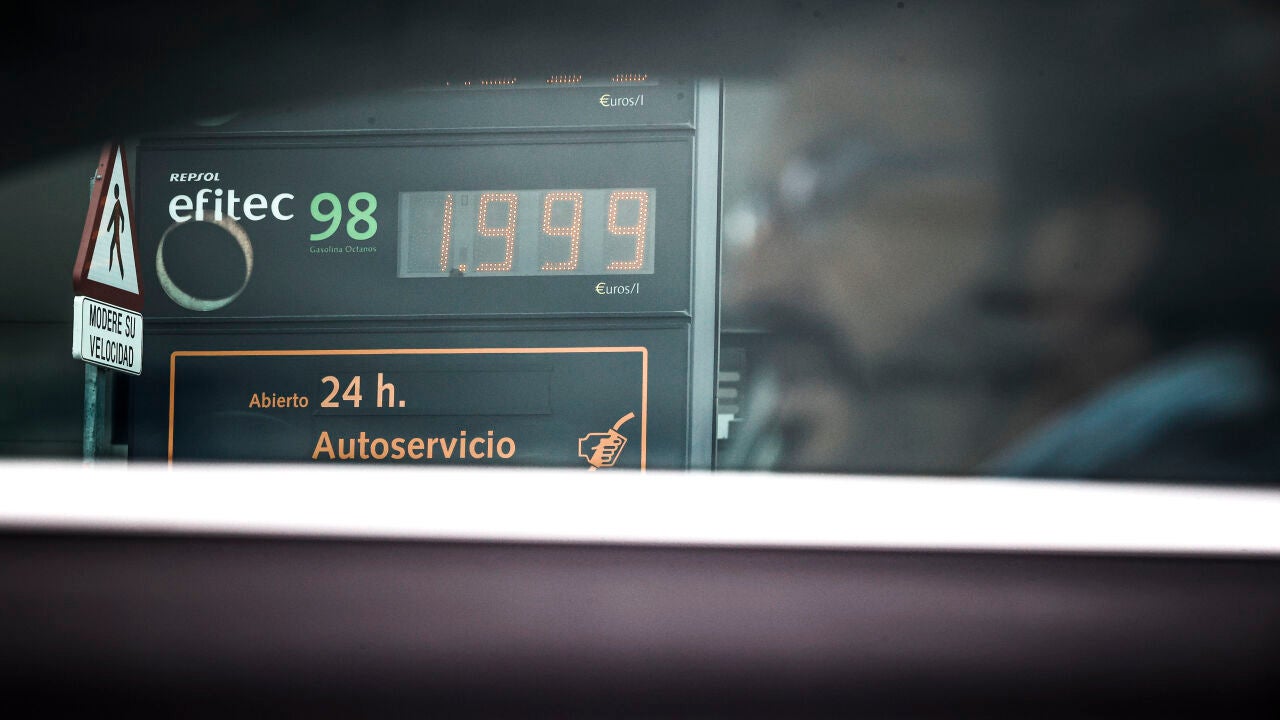 €uros/l
REPSOL
efitec 98
Gasolina Octanos
1.999
€uros/l
MODERE SU
VELOCIDAD
Abierto 24 h.
Autoservicio